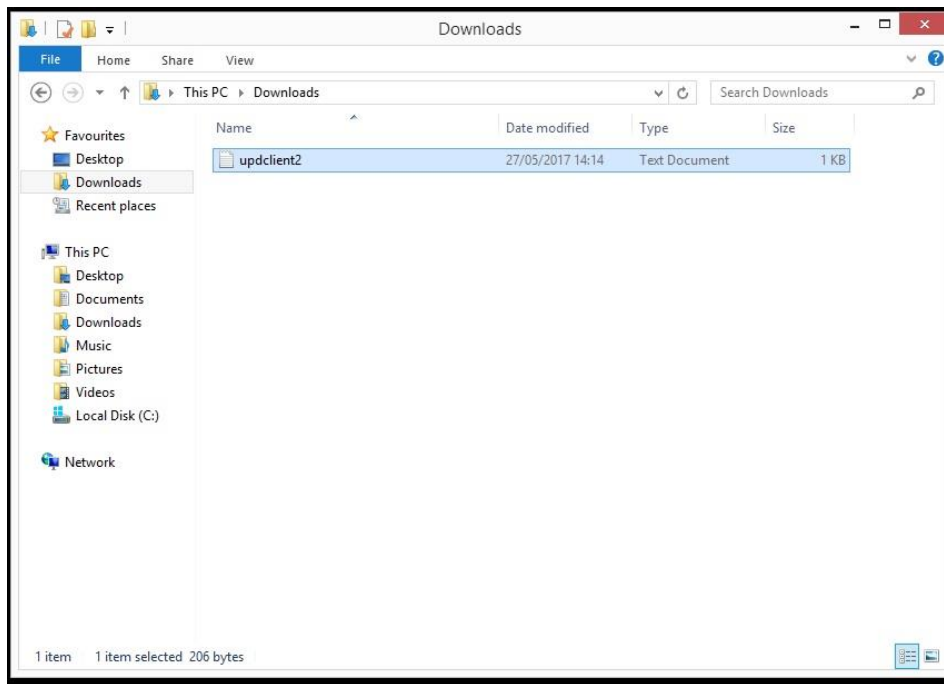 Downloads
File Home Share View
This PC Downloads
Search Downloads
Favourites
Desktop
Downloads
Recent places
This PC
Desktop
Documents
Downloads
Music
Pictures
Videos
Local Disk (C:)
Network
Name Date modified Type Size
updclient2 27/05/2017 14:14 Text Document 1 KB
1 item 1 item selected 206 bytes